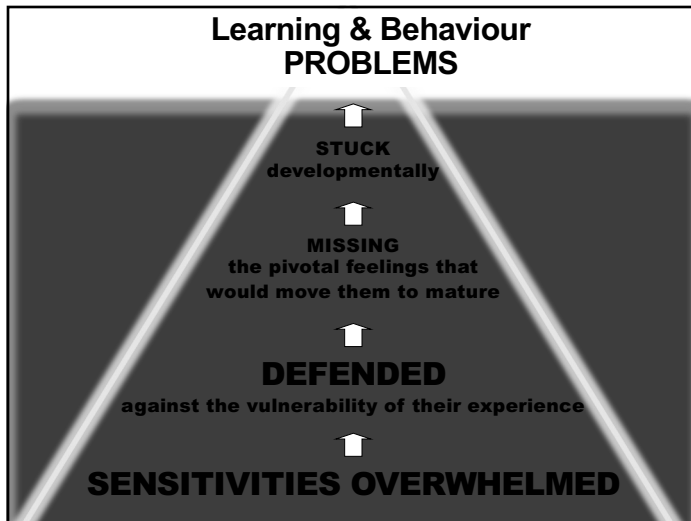 Learning & Behaviour
PROBLEMS
STUCK
developmentally
MISSING
the pivotal feelings that
would move them to mature
DEFENDED
against the vulnerability of their experience
SENSITIVITIES OVERWHELMED